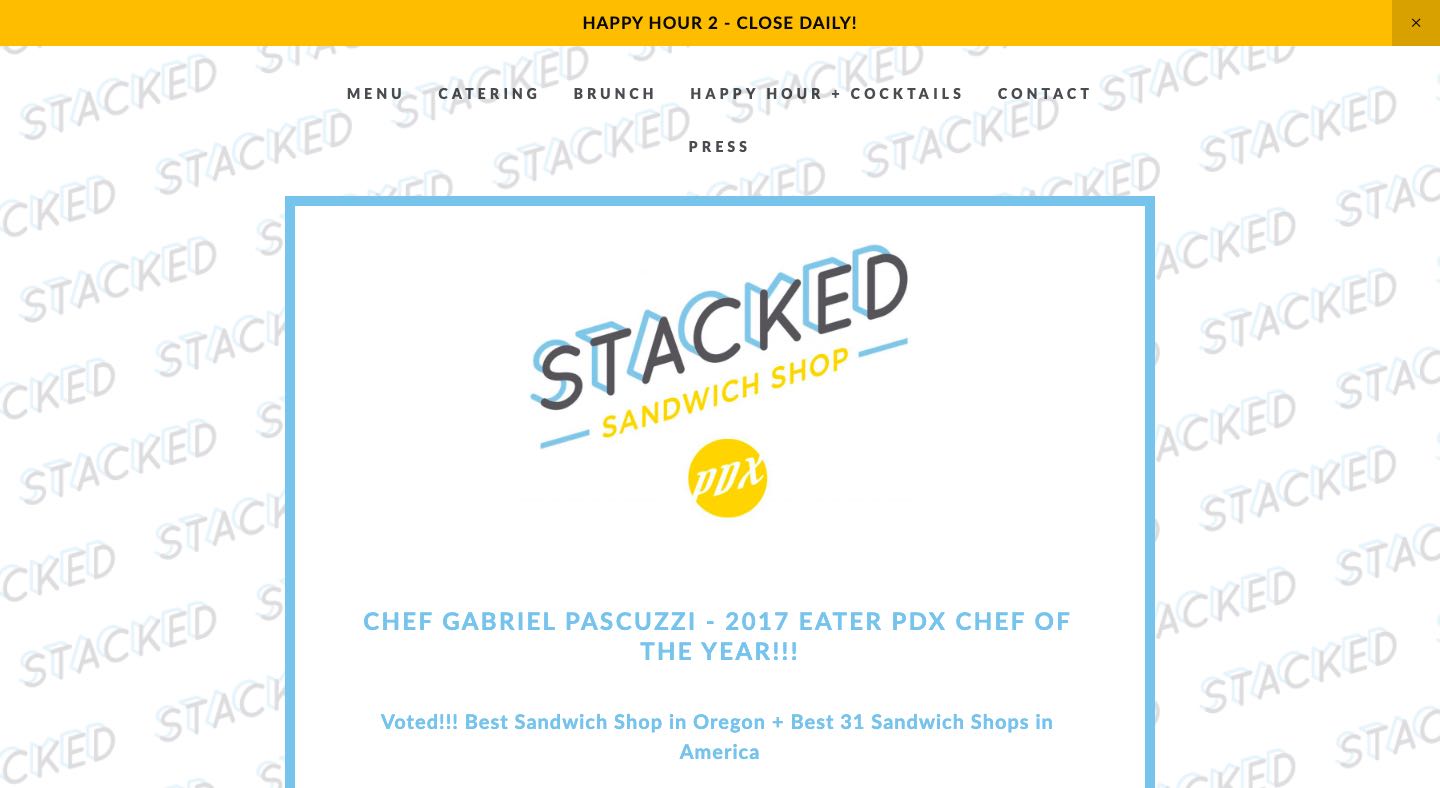 HAPPY HOUR 2 - CLOSE DAILY!
×
MENU CATERING BRUNCH HAPPY HOUR + COCKTAILS CONTACT
PRESS
STACKED
SANDWICH SHOP
PDX
CHEF GABRIEL PASCUZZI - 2017 EATER PDX CHEF OF
THE YEAR!!!
Voted!!! Best Sandwich Shop in Oregon + Best 31 Sandwich Shops in
America